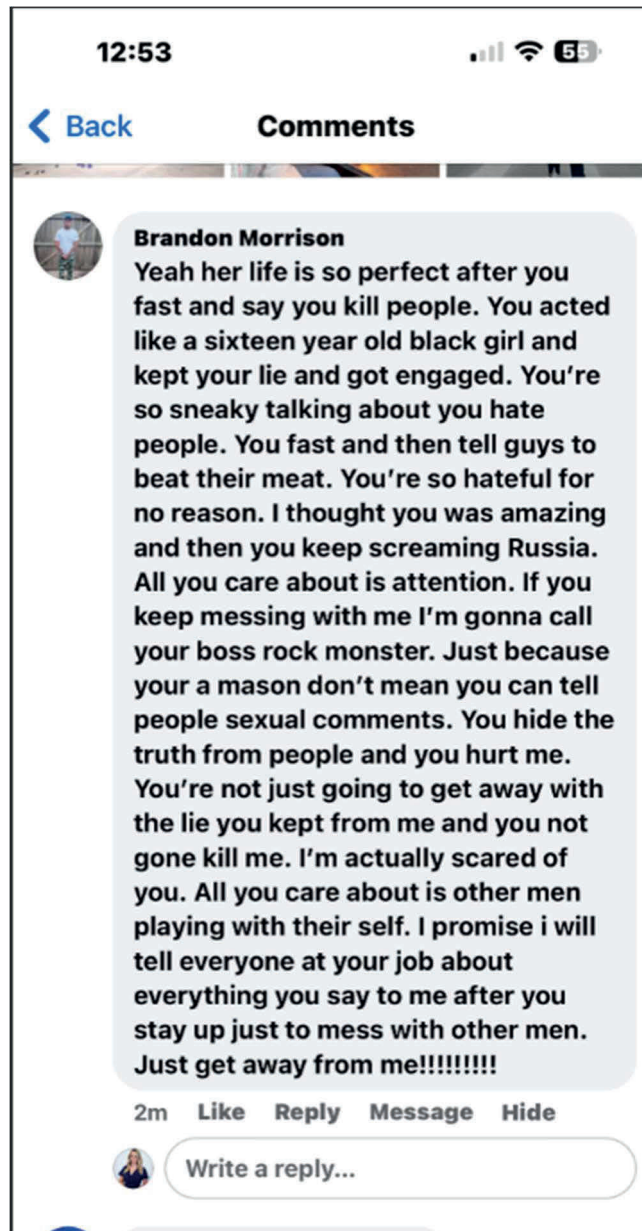 12:53
55
Back
Comments
Brandon Morrison
Yeah her life is so perfect after you
fast and say you kill people. You acted
like a sixteen year old black girl and
kept your lie and got engaged. You're
so sneaky talking about you hate
people. You fast and then tell guys to
beat their meat. You're so hateful for
no reason. I thought you was amazing
and then you keep screaming Russia.
All you care about is attention. If you
keep messing with me I'm gonna call
your boss rock monster. Just because
your a mason don't mean you can tell
people sexual comments. You hide the
truth from people and you hurt me.
You're not just going to get away with
the lie you kept from me and you not
gone kill me. I'm actually scared of
you. All you care about is other men
playing with their self. I promise i will
tell everyone at your job about
everything you say to me after you
stay up just to mess with other men.
Just get away from me!!!!!!!!!
2m Like Reply Message Hide
Write a reply...